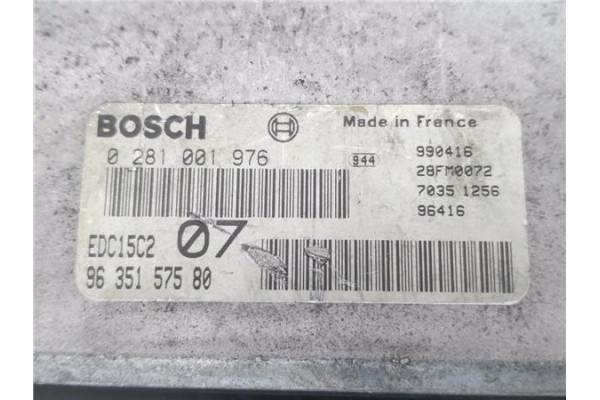 BOSCH Made in France
0 281 001 976 944 990416
28FM0072
7035 1256
96416
EDC15C2 07
96 351 575 80